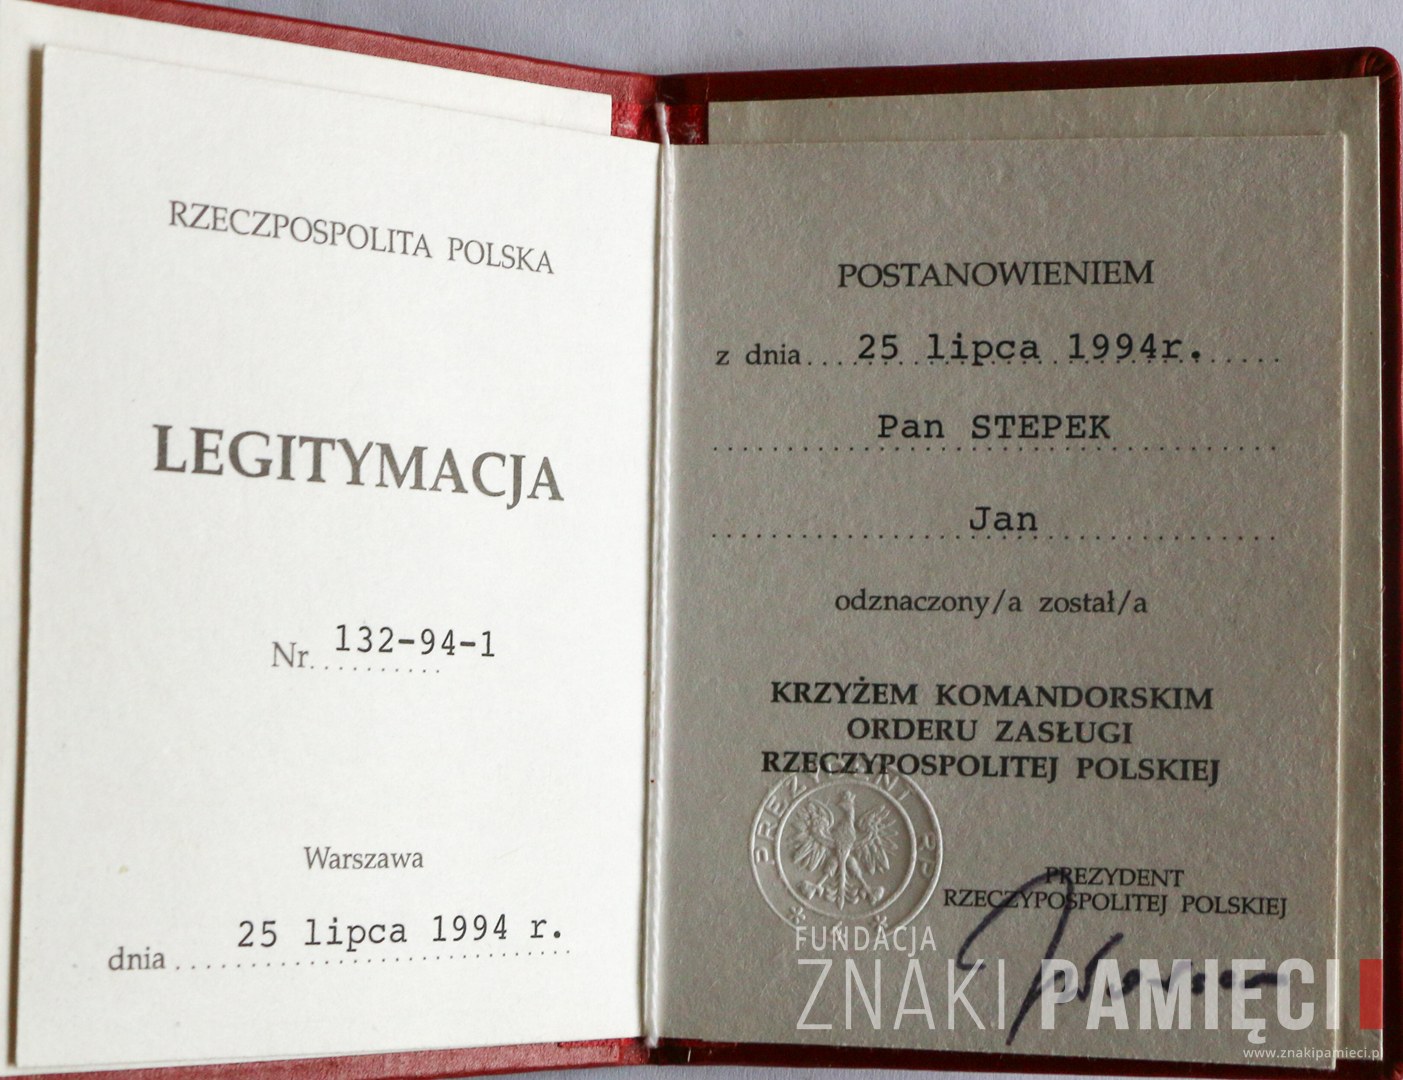 RZECZPOSPOLITA POLSKA
LEGITYMACJA
Nr. 132-94-1
Warszawa
dnia 25 lipca 1994 r.
POSTANOWIENIEM
z dnia 25 lipca 1994r.
Pan STEPEK
Jan
odznaczony/a został/a
KRZYŻEM KOMANDORSKIM
ORDERU ZASŁUGI
RZECZYPOSPOLITEJ POLSKIEJ
PREZYDENT RP
PREZYDENT
RZECZYPOSPOLITEJ POLSKIEJ
FUNDACJA
ZNAKI PAMIĘCI
www.znakipamieci.pl